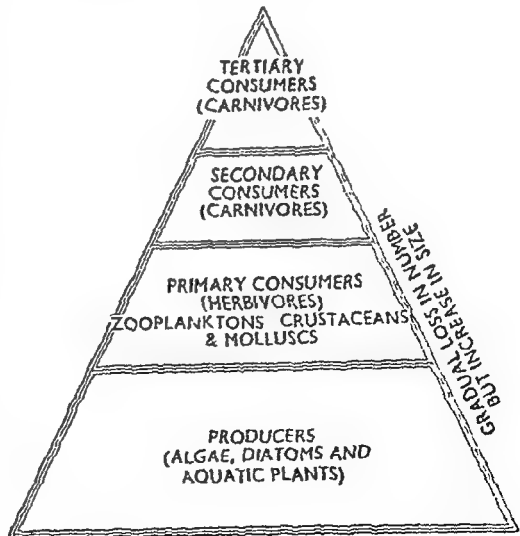 TERTIARY
CONSUMERS
(CARNIVORES)
SECONDARY
CONSUMERS
(CARNIVORES)
PRIMARY CONSUMERS
(HERBIVORES)
ZOOPLANKTONS CRUSTACEANS
& MOLLUSCS
PRODUCERS
(ALGAE, DIATOMS AND
AQUATIC PLANTS)
GRADUAL LOSS IN NUMBER
BUT INCREASE IN SIZE